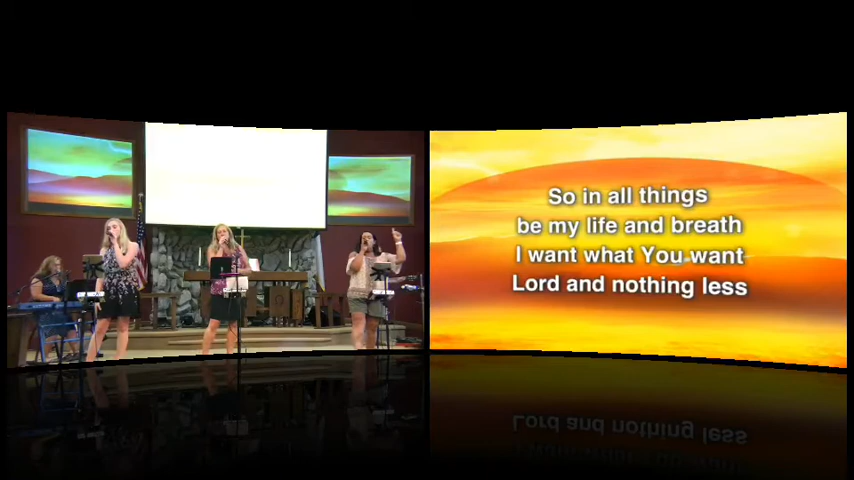 So in all things
be my life and breath
I want what You want
Lord and nothing less